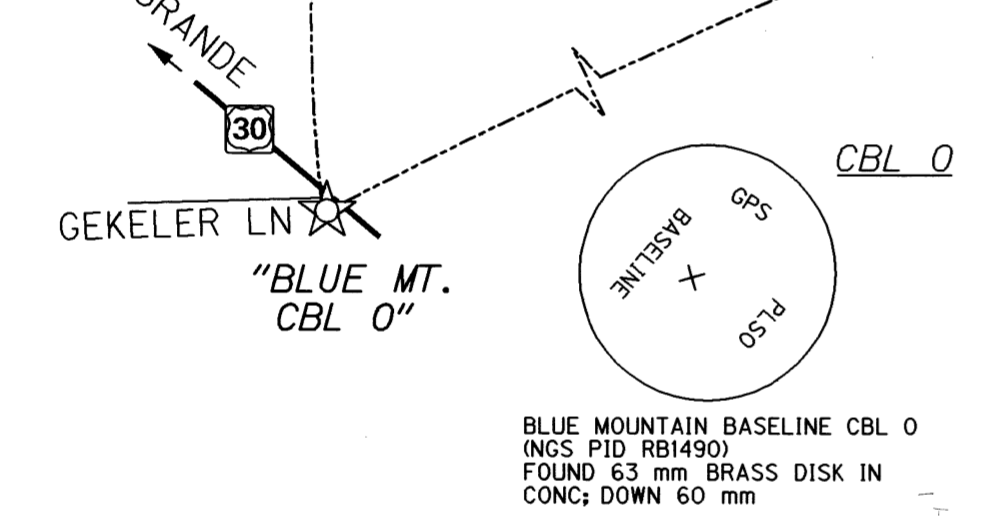 GRANDE
30
GEKELER LN
"BLUE MT.
CBL 0"
CBL 0
GPS
BASELINE
PLSO
BLUE MOUNTAIN BASELINE CBL 0
(NGS PID RB1490)
FOUND 63 mm BRASS DISK IN
CONC; DOWN 60 mm